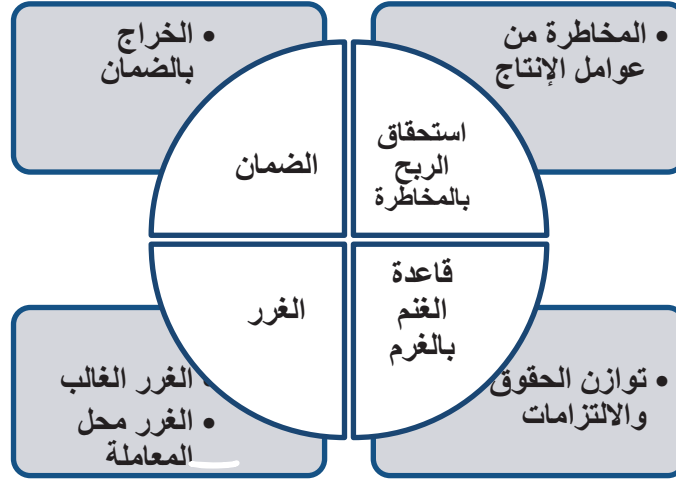 • المخاطرة من
عوامل الإنتاج
استحقاق
الربح
بالمخاطرة
• الخراج
بالضمان
الضمان
قاعدة
الغنم
بالغرم
• توازن الحقوق
والالتزامات
الغرر
• الغرر الغالب
• الغرر محل
المعاملة